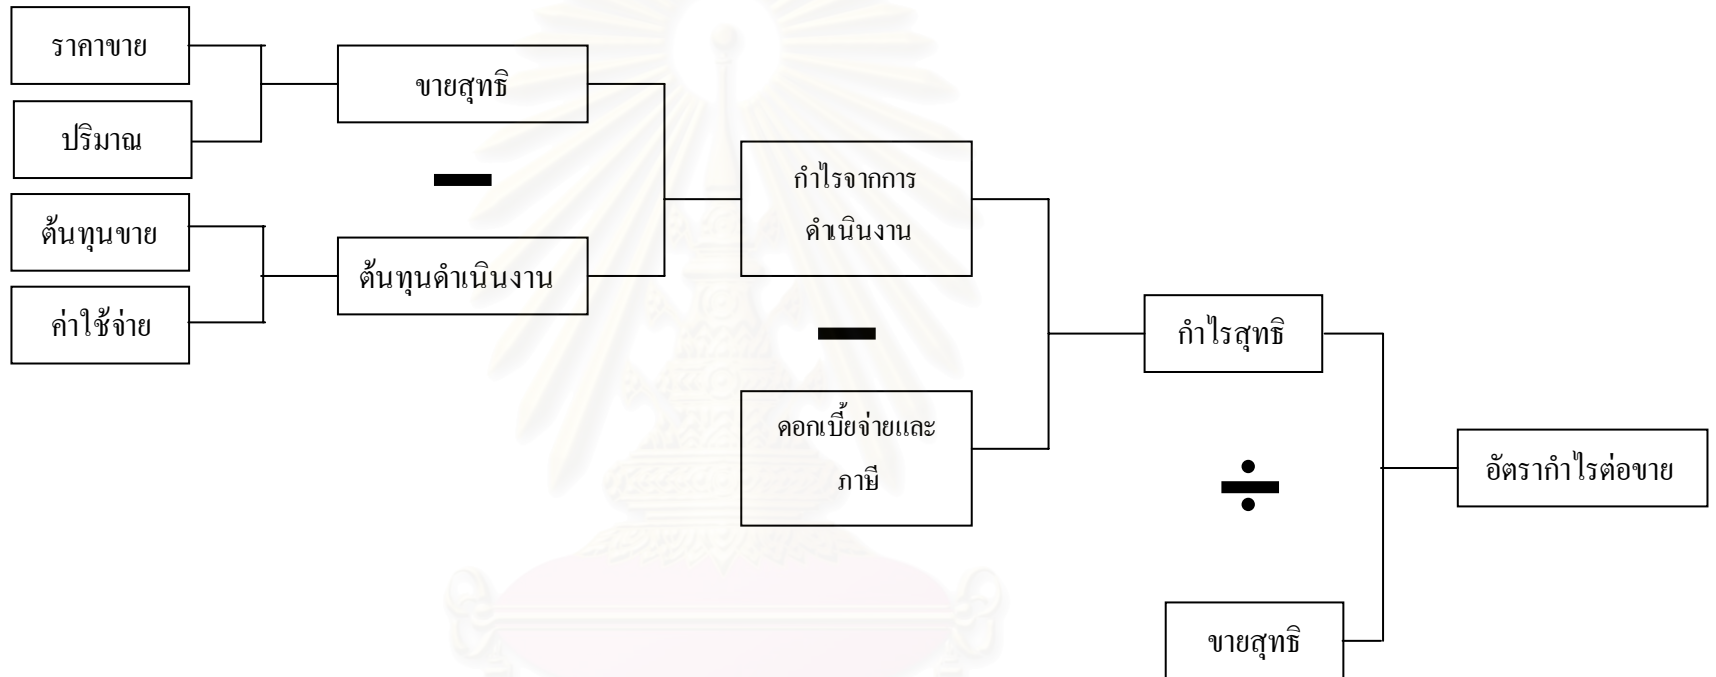 ราคาขาย
ปริมาณ
ต้นทุนขาย
ค่าใช้จ่าย
ขายสุทธิ
ต้นทุนดำเนินงาน
กำไรจากการ
ดำเนินงาน
ดอกเบี้ยจ่ายและ
ภาษี
กำไรสุทธิ
÷
ขายสุทธิ
อัตรากำไรต่อขาย